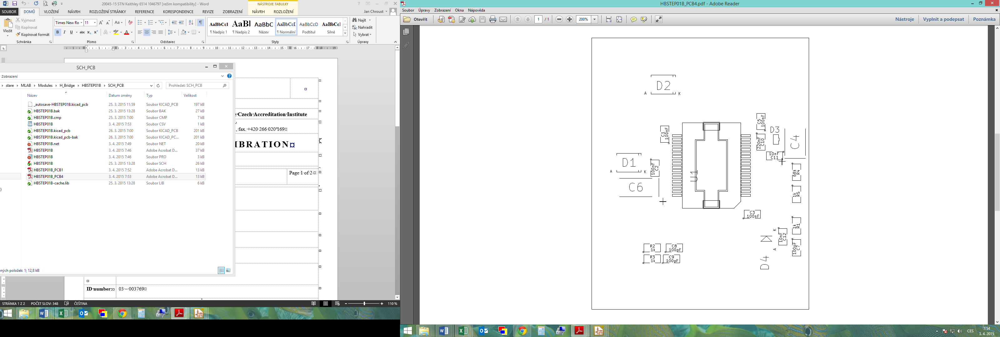 20045-15 STN Keithley 6514 1046797 [režim kompatibility] - Word
NÁSTROJE TABULKY
SOUBOR DOMŮ VLOŽENÍ NÁVRH ROZLOŽENÍ STRÁNKY REFERENCE KORESPONDENCE REVIZE ZOBRAZENÍ NÁVRH ROZLOŽENÍ
Jan Chroust
Vložit
Vyjmout
Kopírovat
Kopírovat formát
Schránka
Times New Ro 11
Písmo
Odstavec
AaBbCcI AaBl AaBbC AaBbCcI AaBbCcD AaBbCcI
¶ Nadpis 1 ¶ Nadpis 2 Název ¶ Normální Podtitul Silné
Styly
Najít
Nahradit
Vybrat
Úpravy
SCH_PCB
Zobrazení
stare MLAB Modules H_Bridge HBSTEP01B SCH_PCB
Prohledat: SCH_PCB
Název Datum změny Typ Velikost
_autosave-HBSTEP01B.kicad_pcb 25. 3. 2015 11:59 Soubor KICAD_PCB 197 kB
HBSTEP01B.bak 25. 3. 2015 13:28 Soubor BAK 27 kB
HBSTEP01B.cmp 25. 3. 2015 7:00 Soubor CMP 7 kB
HBSTEP01B 3. 4. 2015 7:53 Soubor CSV 1 kB
HBSTEP01B.kicad_pcb 26. 3. 2015 7:00 Soubor KICAD_PCB 201 kB
HBSTEP01B.kicad_pcb-bak 26. 3. 2015 7:00 Soubor KICAD_PC... 201 kB
HBSTEP01B.net 3. 4. 2015 7:49 Soubor NET 20 kB
HBSTEP01B 3. 4. 2015 7:46 Adobe Acrobat D... 37 kB
HBSTEP01B 3. 4. 2015 7:46 Soubor PRO 3 kB
HBSTEP01B 25. 3. 2015 13:28 Soubor SCH 26 kB
HBSTEP01B_PCB1 3. 4. 2015 7:52 Adobe Acrobat D... 13 kB
HBSTEP01B_PCB4 3. 4. 2015 7:53 Adobe Acrobat D... 13 kB
HBSTEP01B-cache.lib 25. 3. 2015 13:28 Soubor LIB 6 kB
ných položek: 1; 12,8 kB
e·Czech·Accreditation·Institute
,·fax.·+420·266·020°169¤
IBRATION¤
Page·1·of·2·¤
ID·number:¤ 03·–·003769¤
STRÁNKA 1 Z 2 POČET SLOV: 348 ČEŠTINA
110 %
HBSTEP01B_PCB4.pdf - Adobe Reader
Soubor Úpravy Zobrazení Okna Nápověda
Otevřít
1 / 1
200%
Nástroje Vyplnit a podepsat Poznámka
D2
A K
C1
100nF
C5
100nF
D3
C4
220nF
C10
10nF
C11
D1
A K
100nF
C2
C6
U1
68k
R4
1k
R5
C3
100nF
1k
R1
K
10nF
C12
A
D4
100pF
C7
R2
1k
C8
100pF
R3
1k
C9
100pF
CES
7:54
3. 4. 2015